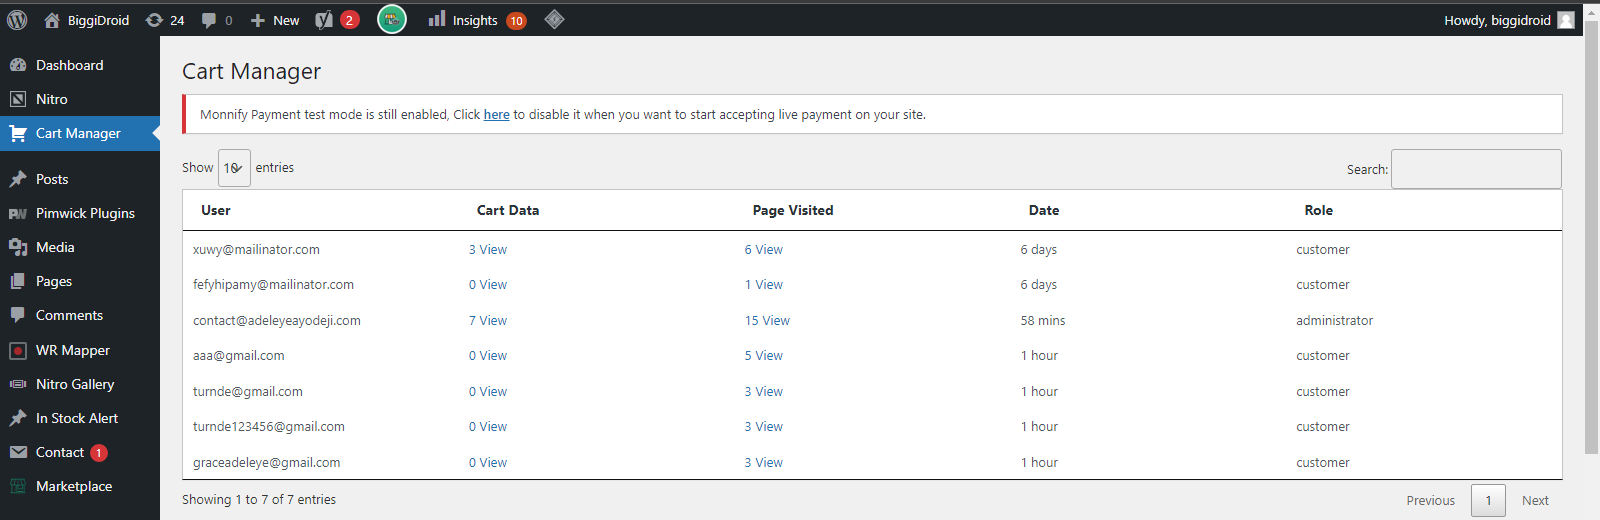 BiggiDroid 24 0 New 2 Insights 10 Howdy, biggidroid
Dashboard
Nitro
Cart Manager
Posts
Pimwick Plugins
Media
Pages
Comments
WR Mapper
Nitro Gallery
In Stock Alert
Contact 1
Marketplace
Cart Manager
Monnify Payment test mode is still enabled, Click here to disable it when you want to start accepting live payment on your site.
Show 10 entries Search:
User Cart Data Page Visited Date Role
xuwy@mailinator.com 3 View 6 View 6 days customer
fefyhipamy@mailinator.com 0 View 1 View 6 days customer
contact@adeleyeayodeji.com 7 View 15 View 58 mins administrator
aaa@gmail.com 0 View 5 View 1 hour customer
turnde@gmail.com 0 View 3 View 1 hour customer
turnde123456@gmail.com 0 View 3 View 1 hour customer
graceadeleye@gmail.com 0 View 3 View 1 hour customer
Showing 1 to 7 of 7 entries Previous 1 Next